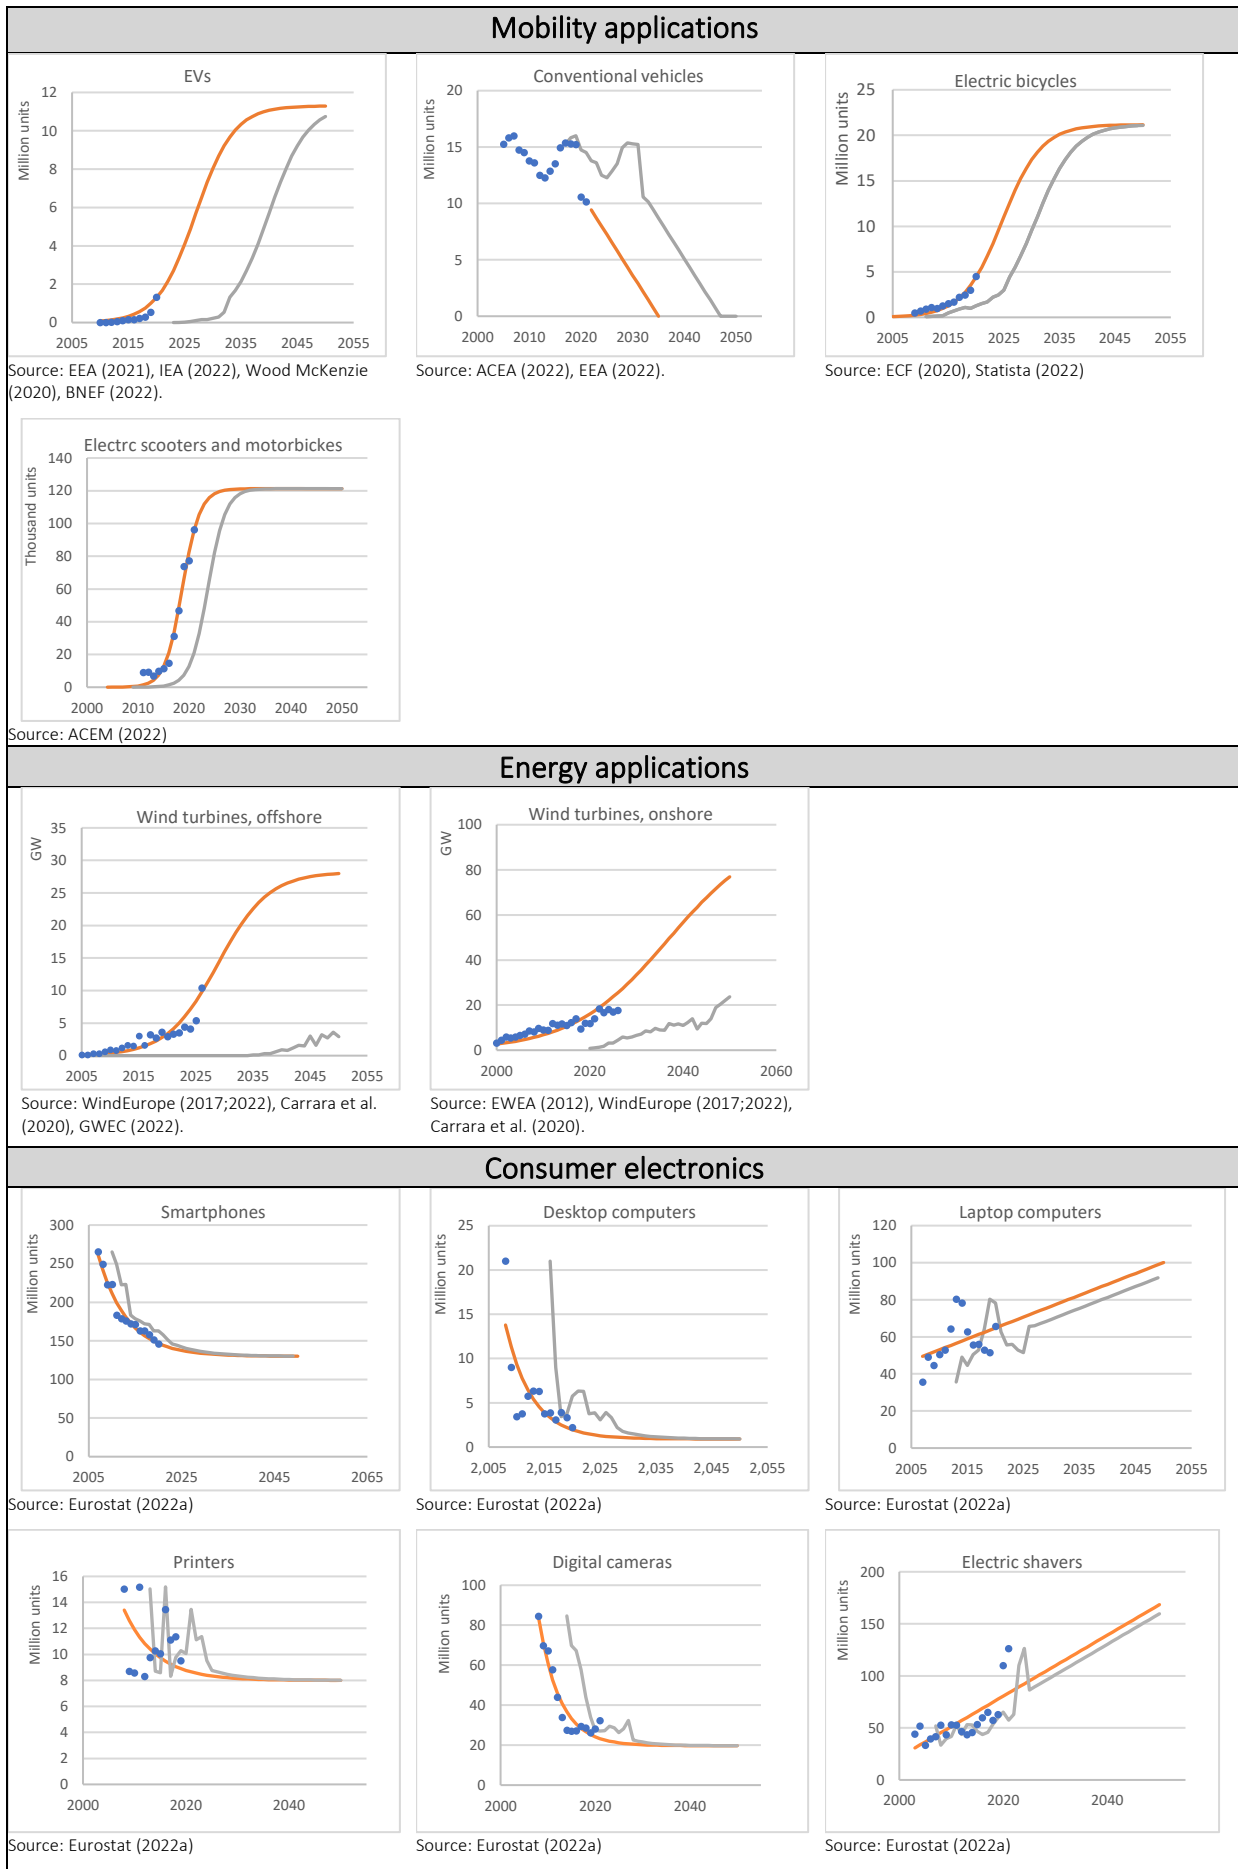 Mobility applications
EVs
Million units
12
10
8
6
4
2
0
2005 2015 2025 2035 2045 2055
Source: EEA (2021), IEA (2022), Wood McKenzie
(2020), BNEF (2022).
Conventional vehicles
Million units
20
15
10
5
0
2000 2010 2020 2030 2040 2050
Source: ACEA (2022), EEA (2022).
Electric bicycles
Million units
25
20
15
10
5
0
2005 2015 2025 2035 2045 2055
Source: ECF (2020), Statista (2022)
Electrc scooters and motorbickes
Thousand units
140
120
100
80
60
40
20
0
2000 2010 2020 2030 2040 2050
Source: ACEM (2022)
Energy applications
Wind turbines, offshore
GW
35
30
25
20
15
10
5
0
2005 2015 2025 2035 2045 2055
Source: WindEurope (2017;2022), Carrara et al.
(2020), GWEC (2022).
Wind turbines, onshore
GW
100
80
60
40
20
0
2000 2020 2040 2060
Source: EWEA (2012), WindEurope (2017;2022),
Carrara et al. (2020).
Consumer electronics
Smartphones
Million units
300
250
200
150
100
50
0
2005 2025 2045 2065
Source: Eurostat (2022a)
Desktop computers
Million units
25
20
15
10
5
0
2,005 2,015 2,025 2,035 2,045 2,055
Source: Eurostat (2022a)
Laptop computers
Million units
120
100
80
60
40
20
0
2005 2015 2025 2035 2045 2055
Source: Eurostat (2022a)
Printers
Million units
16
14
12
10
8
6
4
2
0
2000 2020 2040
Source: Eurostat (2022a)
Digital cameras
Million units
100
80
60
40
20
0
2000 2020 2040
Source: Eurostat (2022a)
Electric shavers
Million units
200
150
100
50
0
2000 2020 2040
Source: Eurostat (2022a)